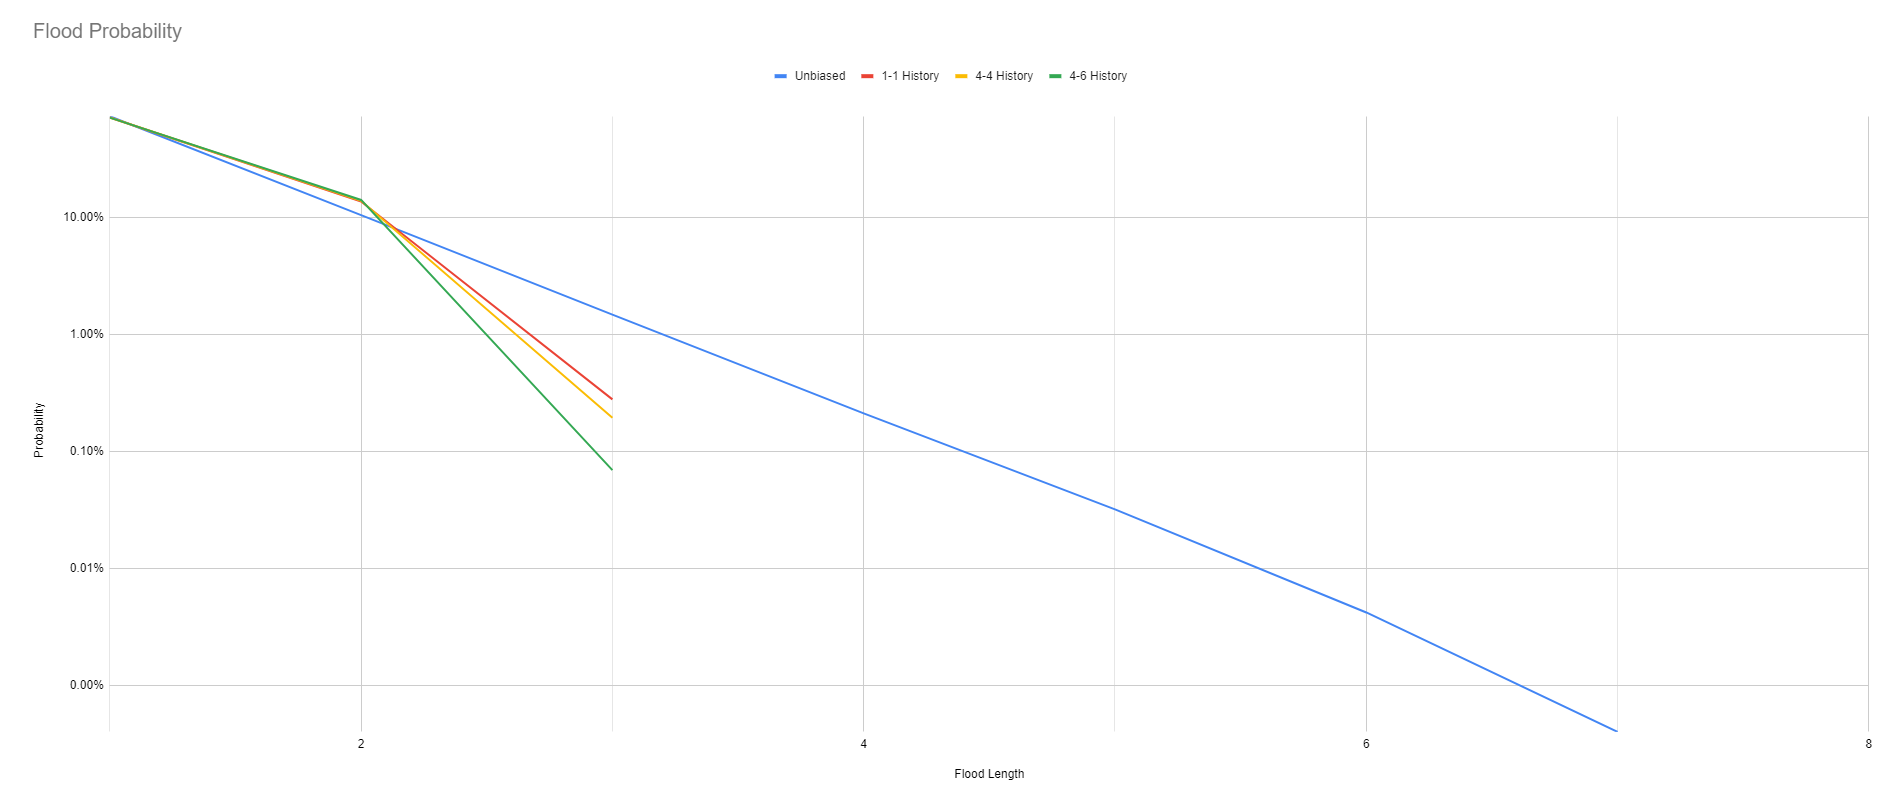 Flood Probability
Unbiased 1-1 History 4-4 History 4-6 History
10.00%
1.00%
0.10%
0.01%
0.00%
Probability
2 4 6 8
Flood Length